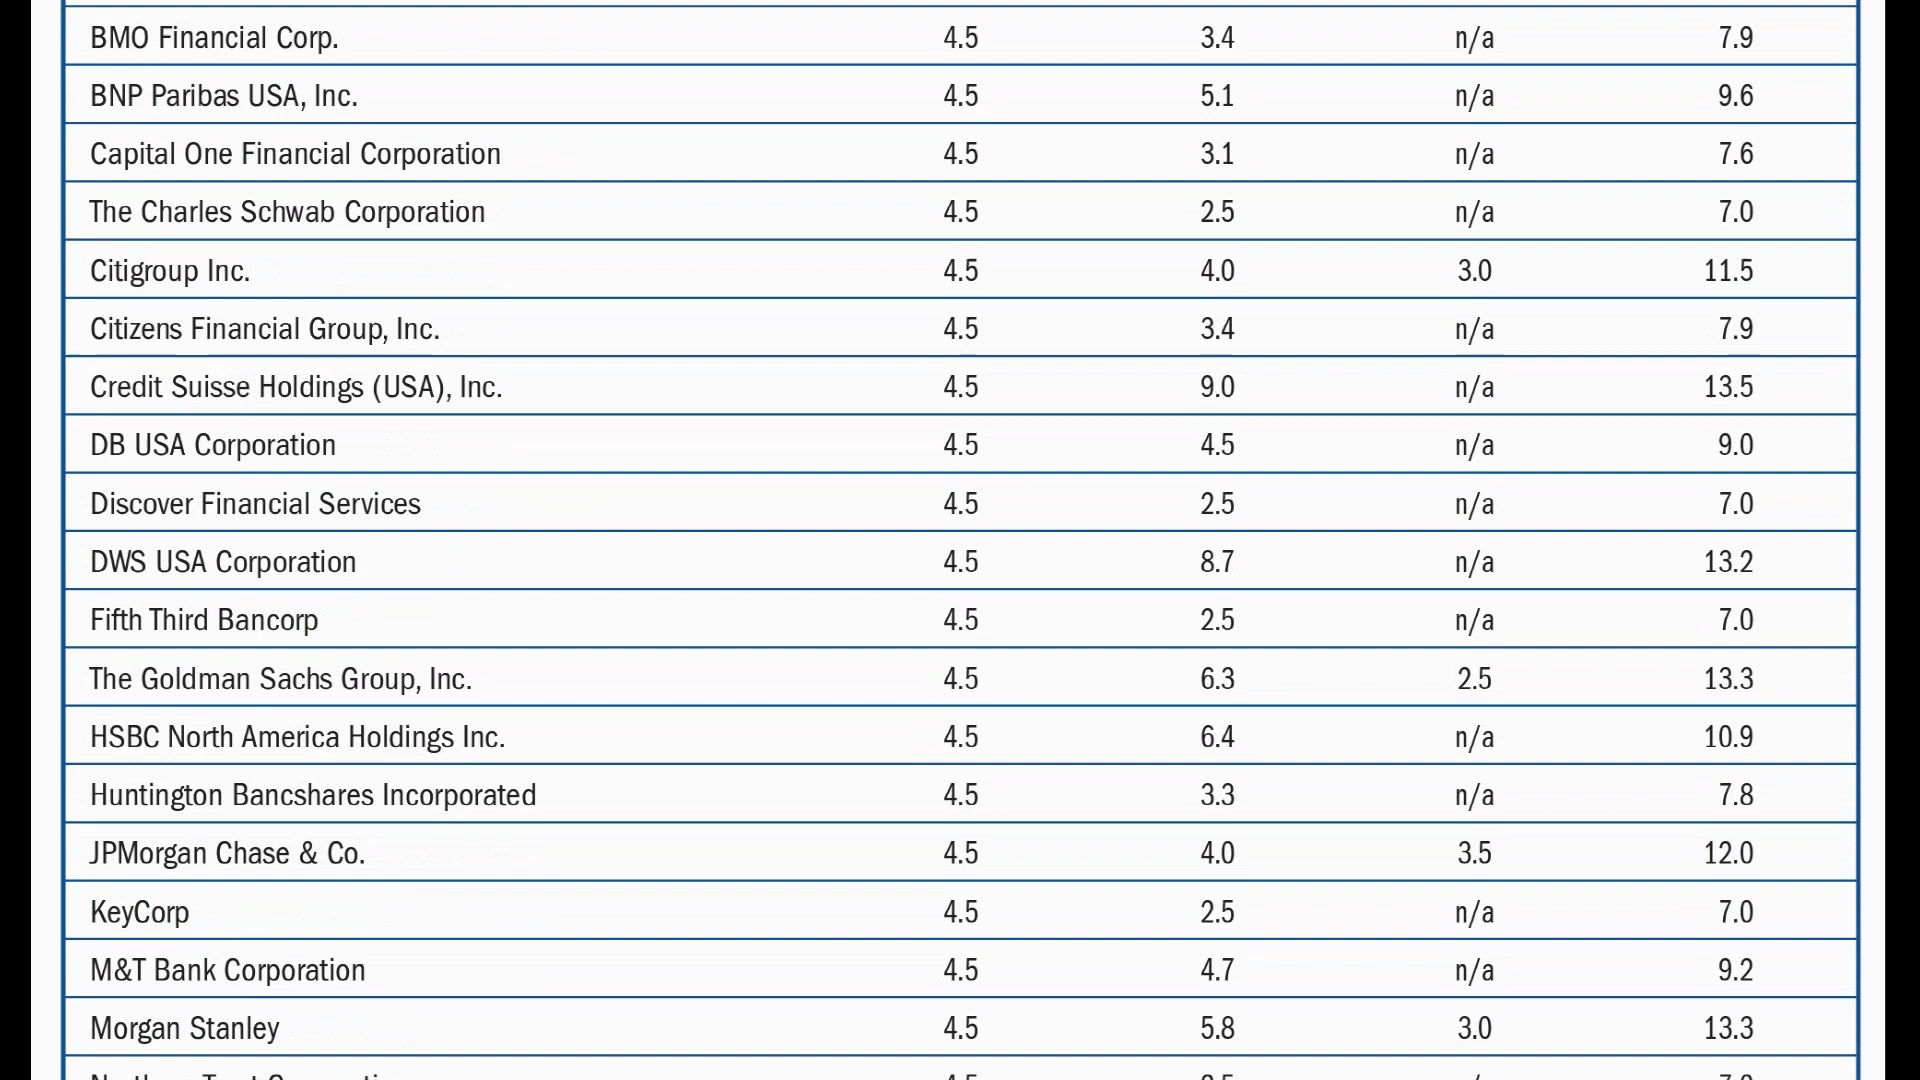 BMO Financial Corp. 4.5 3.4 n/a 7.9
BNP Paribas USA, Inc. 4.5 5.1 n/a 9.6
Capital One Financial Corporation 4.5 3.1 n/a 7.6
The Charles Schwab Corporation 4.5 2.5 n/a 7.0
Citigroup Inc. 4.5 4.0 3.0 11.5
Citizens Financial Group, Inc. 4.5 3.4 n/a 7.9
Credit Suisse Holdings (USA), Inc. 4.5 9.0 n/a 13.5
DB USA Corporation 4.5 4.5 n/a 9.0
Discover Financial Services 4.5 2.5 n/a 7.0
DWS USA Corporation 4.5 8.7 n/a 13.2
Fifth Third Bancorp 4.5 2.5 n/a 7.0
The Goldman Sachs Group, Inc. 4.5 6.3 2.5 13.3
HSBC North America Holdings Inc. 4.5 6.4 n/a 10.9
Huntington Bancshares Incorporated 4.5 3.3 n/a 7.8
JPMorgan Chase & Co. 4.5 4.0 3.5 12.0
KeyCorp 4.5 2.5 n/a 7.0
M&T Bank Corporation 4.5 4.7 n/a 9.2
Morgan Stanley 4.5 5.8 3.0 13.3